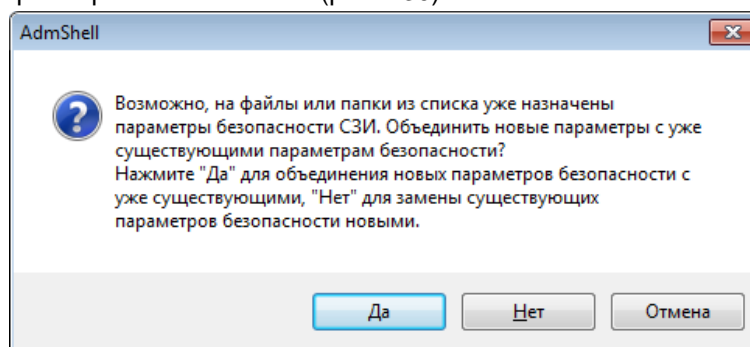 AdmShell
Возможно, на файлы или папки из списка уже назначены
параметры безопасности СЗИ. Объединить новые параметры с уже
существующими параметрам безопасности?
Нажмите "Да" для объединения новых параметров безопасности с
уже существующими, "Нет" для замены существующих
параметров безопасности новыми.
Да
Нет
Отмена